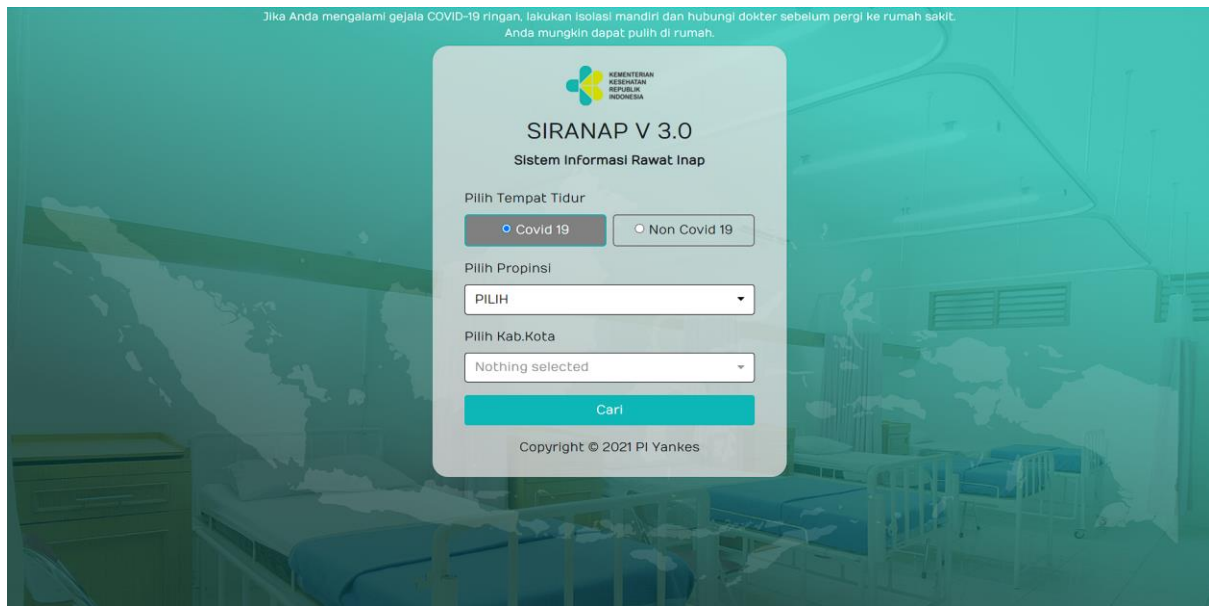 Jika Anda mengalami gejala COVID-19 ringan, lakukan isolasi mandiri dan hubungi dokter sebelum pergi ke rumah sakit.
Anda mungkin dapat pulih di rumah.
KEMENTERIAN
KESEHATAN
REPUBLIK
INDONESIA
SIRANAP V 3.0
Sistem Informasi Rawat Inap
Pilih Tempat Tidur
Covid 19 Non Covid 19
Pilih Propinsi
PILIH
Pilih Kab.Kota
Nothing selected
Cari
Copyright © 2021 PI Yankes